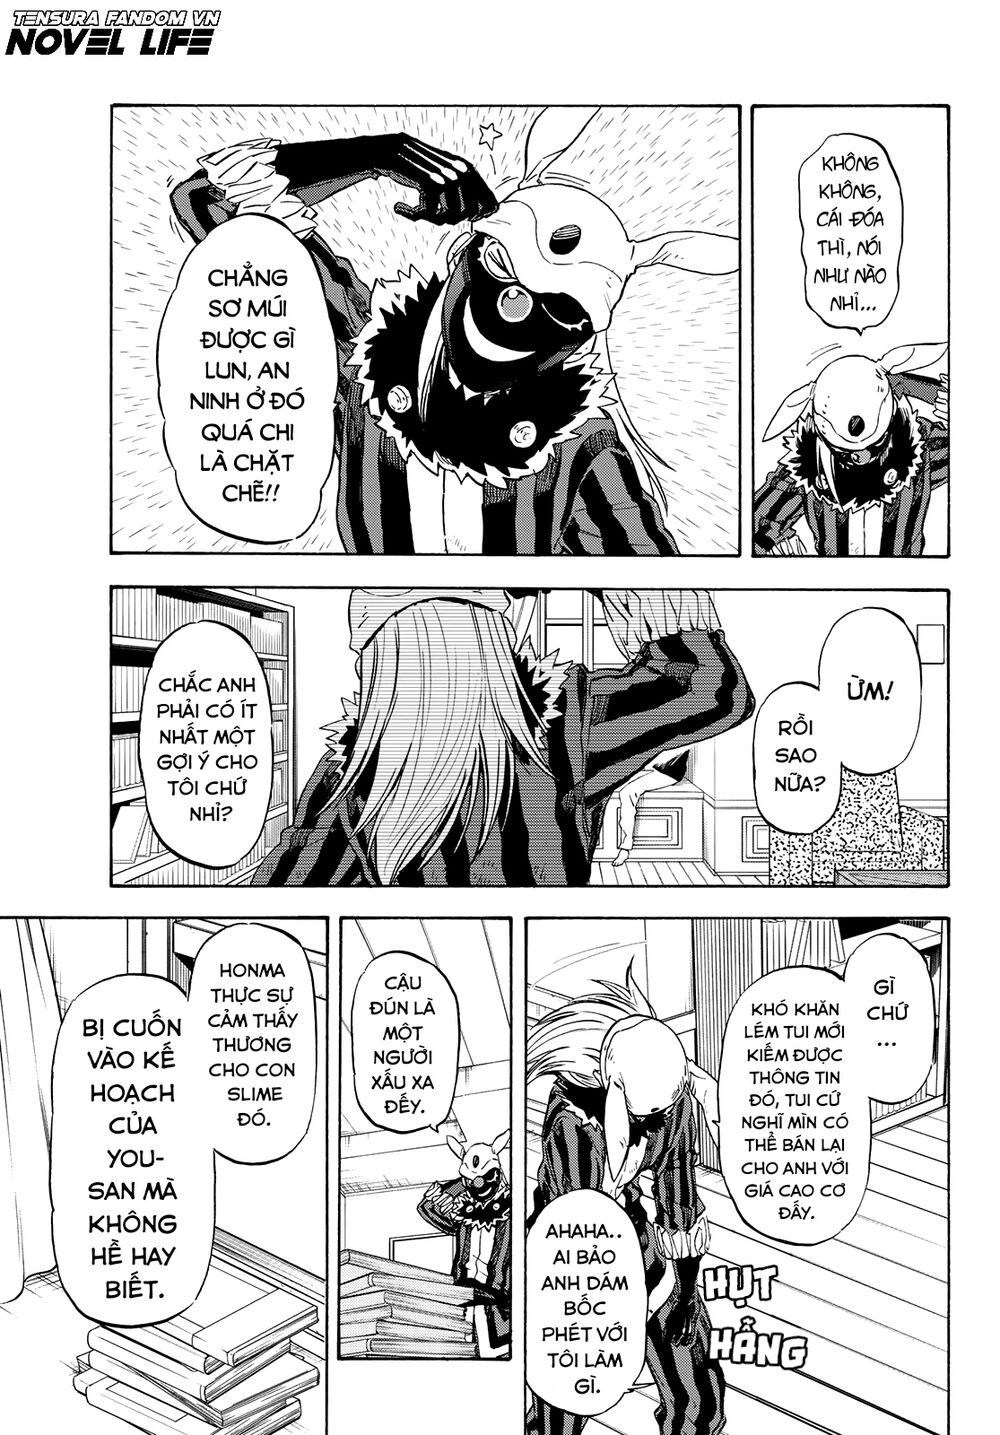 TENSURA FANDOM VN
NOVEL LIFE
KHÔNG
KHÔNG,
CÁI ĐÓA
THÌ, NÓI
NHƯ NÀO
NHỈ...
CHẲNG
SƠ MÚI
ĐƯỢC GÌ
LUN, AN
NINH Ở ĐÓ
QUÁ CHI
LÀ CHẶT
CHẼ!!
ỪM!
RỒI
SAO
NỮA?
CHẮC ANH
PHẢI CÓ ÍT
NHẤT MỘT
GỢI Ý CHO
TÔI CHỨ
NHỈ?
GÌ
CHỨ
...
KHÓ KHĂN
LÉM TUI MỚI
KIẾM ĐƯỢC
THÔNG TIN
ĐÓ, TUI CỨ
NGHĨ MÌN CÓ
THỂ BÁN LẠI
CHO ANH VỚI
GIÁ CAO CƠ
ĐẤY.
HỤT
HẪNG
AHAHA..
AI BẢO
ANH DÁM
BỐC
PHÉT VỚI
TÔI LÀM
GÌ.
CẬU
ĐÚN LÀ
MỘT
NGƯỜI
XẤU XA
ĐẾY.
HONMA
THỰC SỰ
CẢM THẤY
THƯƠNG
CHO CON
SLIME
ĐÓ.
BỊ CUỐN
VÀO KẾ
HOẠCH
CỦA
YOU-
SAN MÀ
KHÔNG
HỀ HAY
BIẾT.